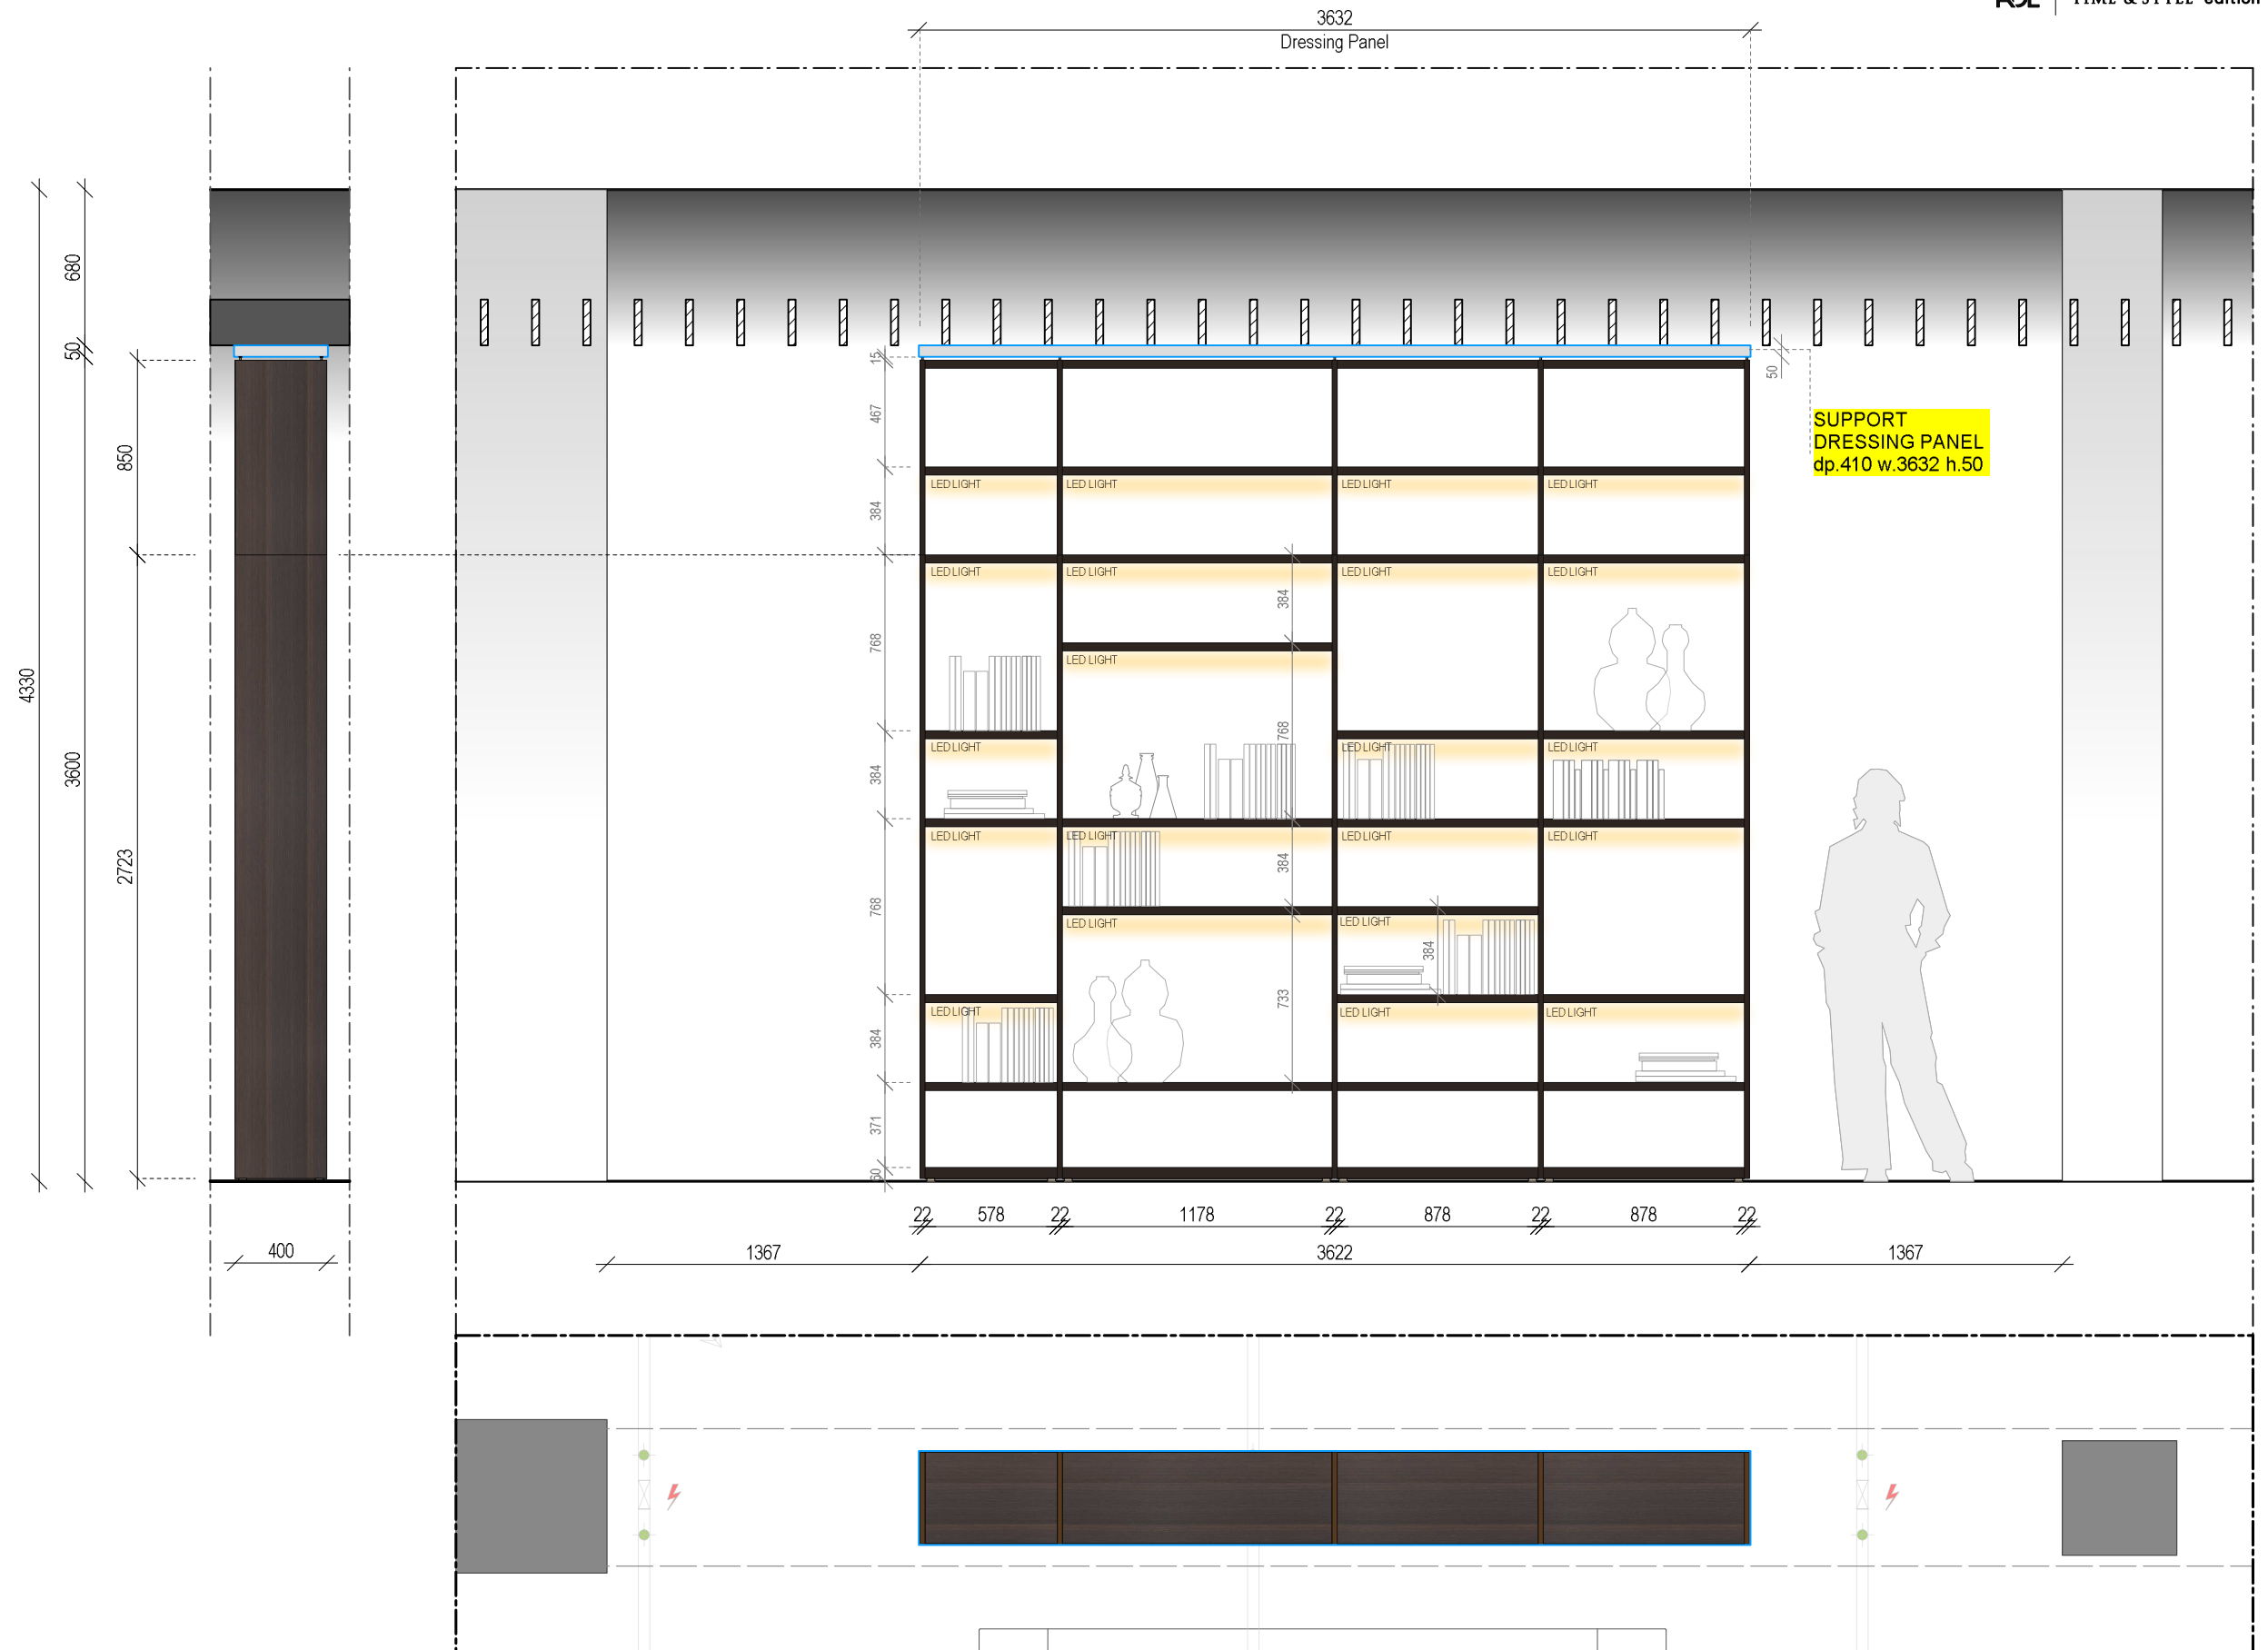 TIME & STYLE edition
3632
Dressing Panel
680
50
15
50
467
SUPPORT
DRESSING PANEL
dp.410 w.3632 h.50
850
384
LED LIGHT
LED LIGHT
LED LIGHT
LED LIGHT
LED LIGHT
LED LIGHT
LED LIGHT
LED LIGHT
384
768
LED LIGHT
4330
3600
2723
768
LED LIGHT
LED LIGHT
LED LIGHT
384
LED LIGHT
LED LIGHT
LED LIGHT
LED LIGHT
384
768
LED LIGHT
LED LIGHT
384
733
LED LIGHT
LED LIGHT
LED LIGHT
384
371
60
22
578
22
1178
22
878
22
878
22
400
1367
3622
1367